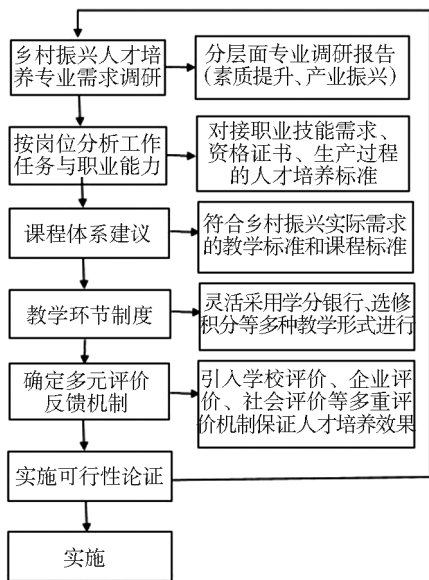 乡村振兴人才培
养专业需求调研
分层面专业调研报告
(素质提升、产业振兴)
按岗位分析工作
任务与职业能力
对接职业技能需求、
资格证书、生产过程
的人才培养标准
课程体系建议
符合乡村振兴实际需求
的教学标准和课程标准
教学环节制度
灵活采用学分银行、选修
积分等多种教学形式进行
确定多元评价
反馈机制
引入学校评价、企业评
价、社会评价等多重评
价机制保证人才培养效果
实施可行性论证
实施